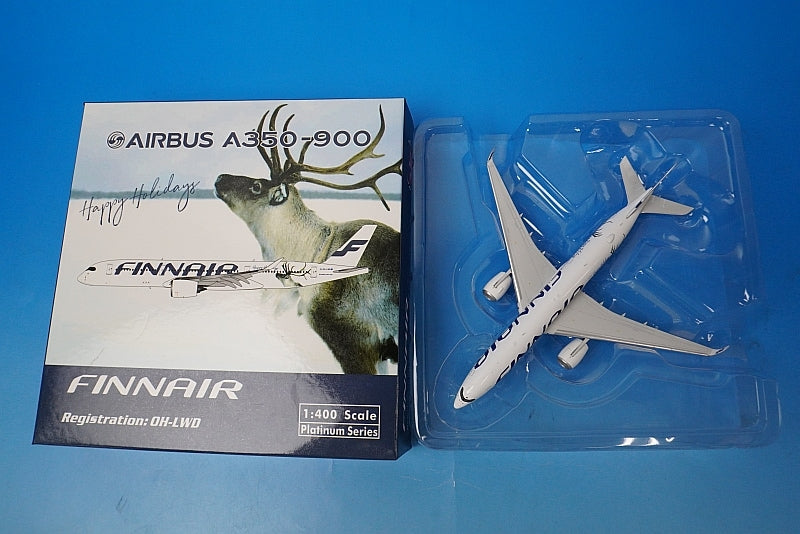 AIRBUS A350-900
Happy Holidays
FINNAIR
FINNAIR
Registration: OH-LWD
1:400 Scale
Platinum Series